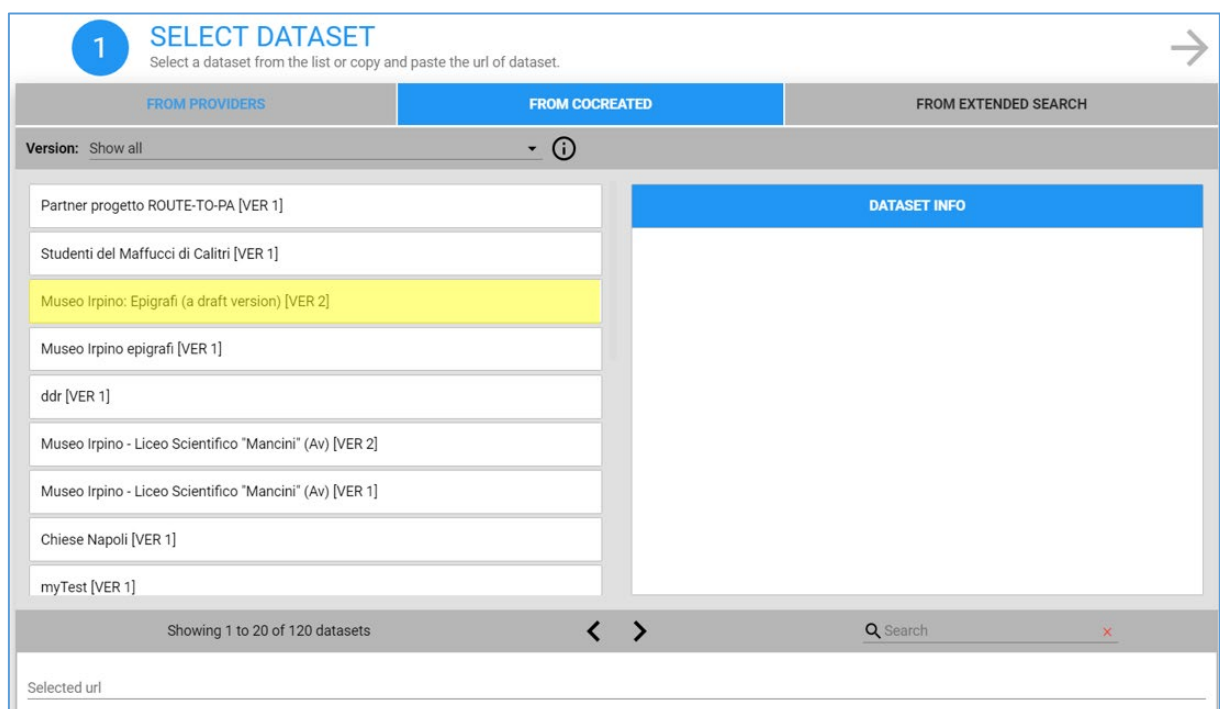 1
SELECT DATASET
Select a dataset from the list or copy and paste the url of dataset.
FROM PROVIDERS
FROM COCREATED
FROM EXTENDED SEARCH
Version: Show all
Partner progetto ROUTE-TO-PA [VER 1]
Studenti del Maffucci di Calitri [VER 1]
Museo Irpino: Epigrafi (a draft version) [VER 2]
Museo Irpino epigrafi [VER 1]
ddr [VER 1]
Museo Irpino - Liceo Scientifico "Mancini" (Av) [VER 2]
Museo Irpino - Liceo Scientifico "Mancini" (Av) [VER 1]
Chiese Napoli [VER 1]
myTest [VER 1]
DATASET INFO
Showing 1 to 20 of 120 datasets
Search
Selected url